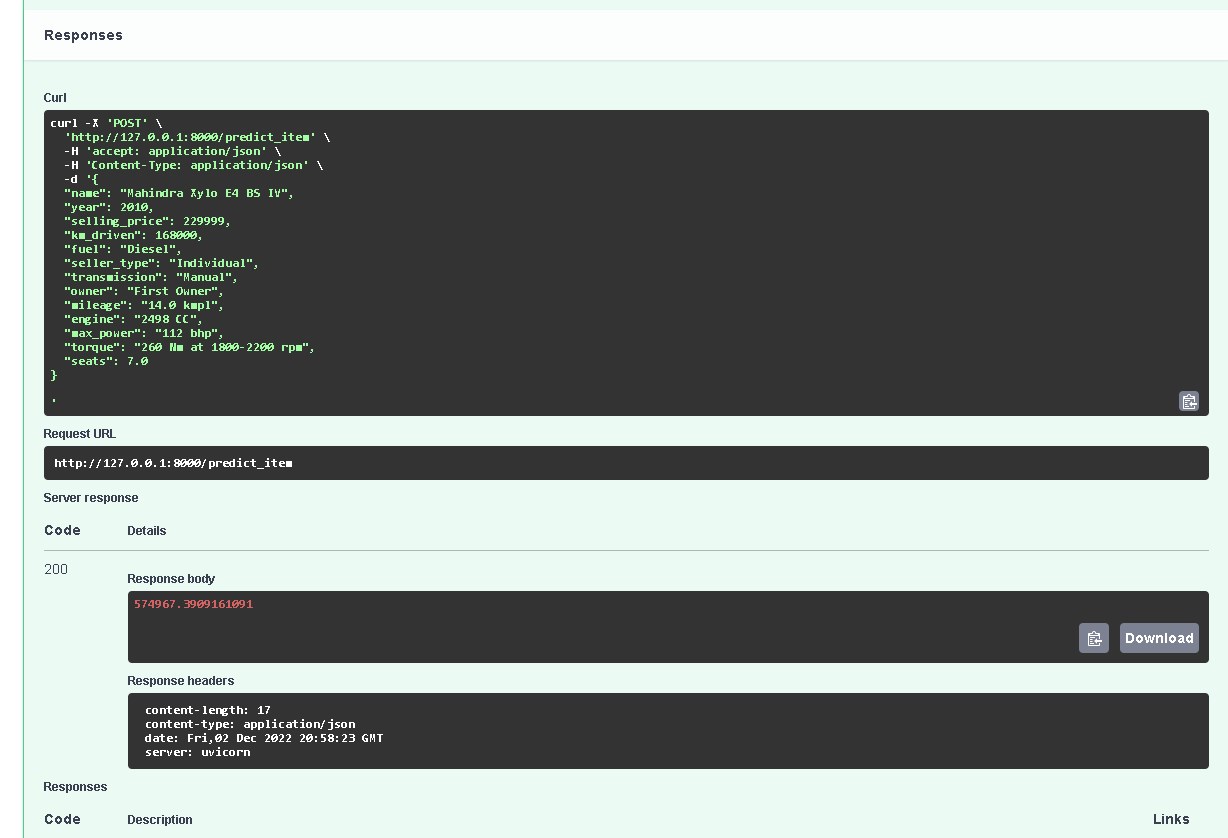 Responses
Curl
curl -X 'POST' \
  'http://127.0.0.1:8000/predict_item' \
  -H 'accept: application/json' \
  -H 'Content-Type: application/json' \
  -d '{
  "name": "Mahindra Xylo E4 BS IV",
  "year": 2010,
  "selling_price": 229999,
  "km_driven": 168000,
  "fuel": "Diesel",
  "seller_type": "Individual",
  "transmission": "Manual",
  "owner": "First Owner",
  "mileage": "14.0 kmpl",
  "engine": "2498 CC",
  "max_power": "112 bhp",
  "torque": "260 Nm at 1800-2200 rpm",
  "seats": 7.0
}
'
Request URL
http://127.0.0.1:8000/predict_item
Server response
Code Details
200
Response body
574967.3909161091
Download
Response headers
content-length: 17
content-type: application/json
date: Fri,02 Dec 2022 20:58:23 GMT
server: uvicorn
Responses
Code Description Links